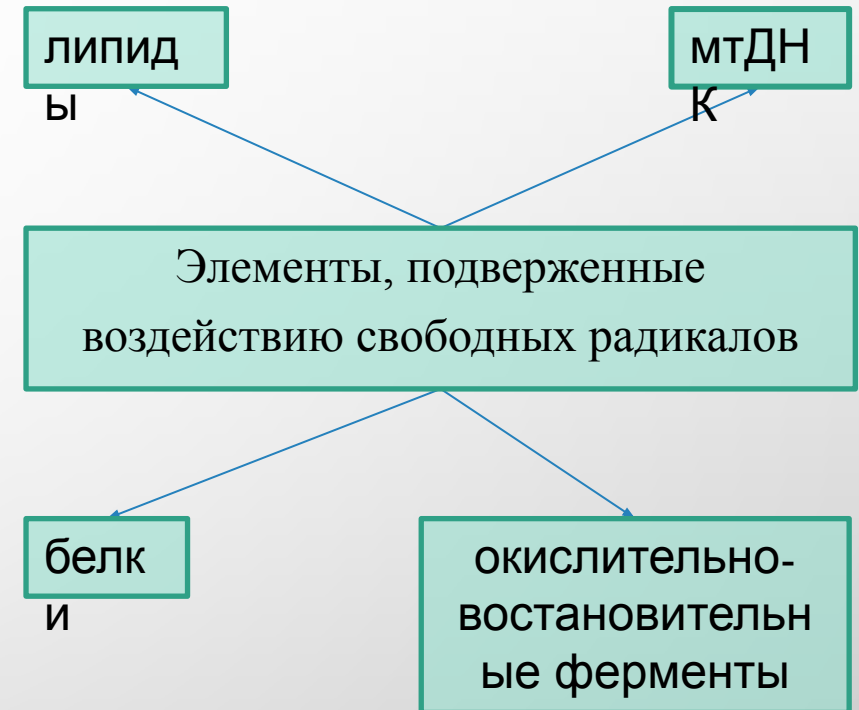 липид
ы
мтДН
К
Элементы, подверженные
воздействию свободных радикалов
белк
и
окислительно-
востановительн
ые ферменты